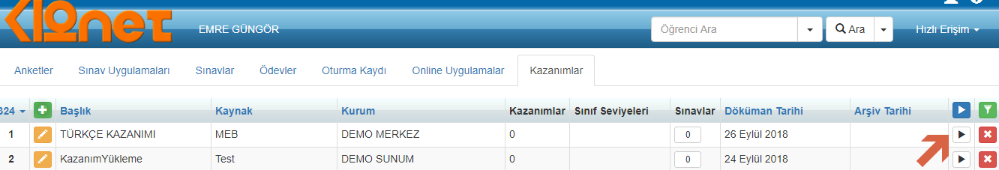 k12net EMRE GÜNGÖR Öğrenci Ara Ara Hızlı Erişim
Anketler Sınav Uygulamaları Sınavlar Ödevler Oturma Kaydı Online Uygulamalar Kazanımlar
324 Başlık Kaynak Kurum Kazanımlar Sınıf Seviyeleri Sınavlar Döküman Tarihi Arşiv Tarihi
1 TÜRKÇE KAZANIMI MEB DEMO MERKEZ 0 0 26 Eylül 2018
2 KazanımYükleme Test DEMO SUNUM 0 0 24 Eylül 2018